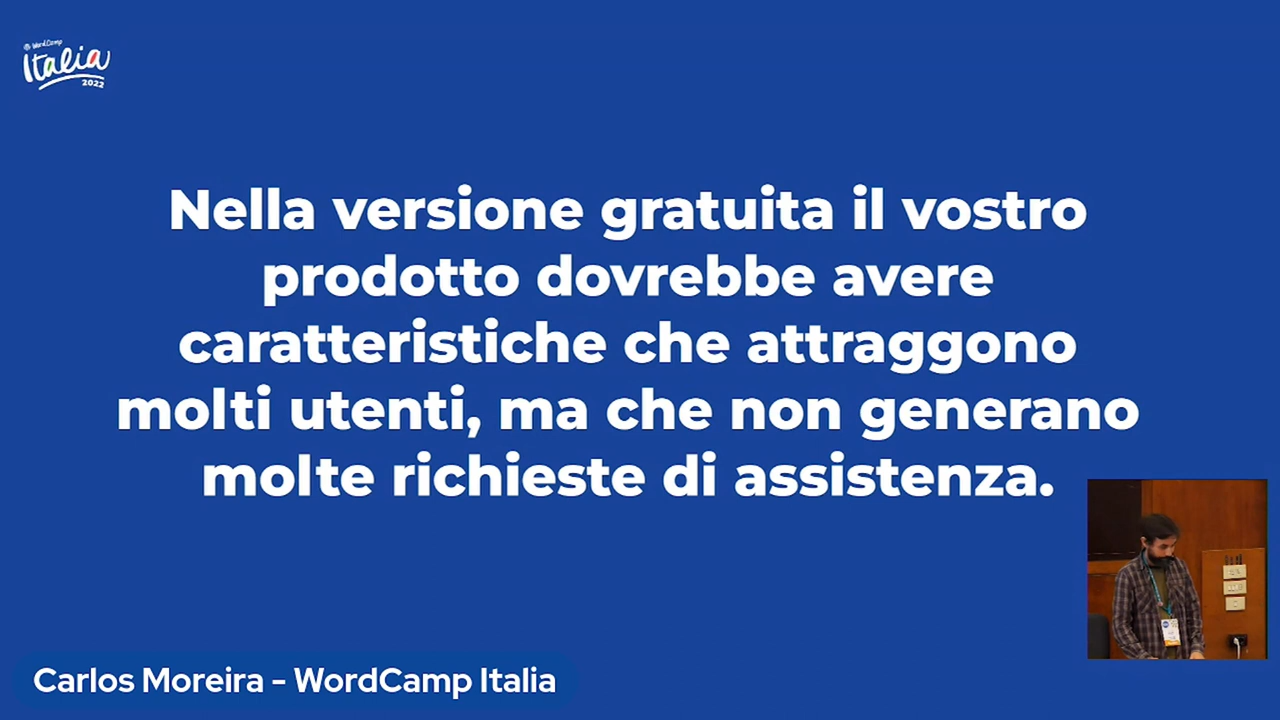 WordCamp
Italia
2022
Nella versione gratuita il vostro
prodotto dovrebbe avere
caratteristiche che attraggono
molti utenti, ma che non generano
molte richieste di assistenza.
Carlos Moreira - WordCamp Italia